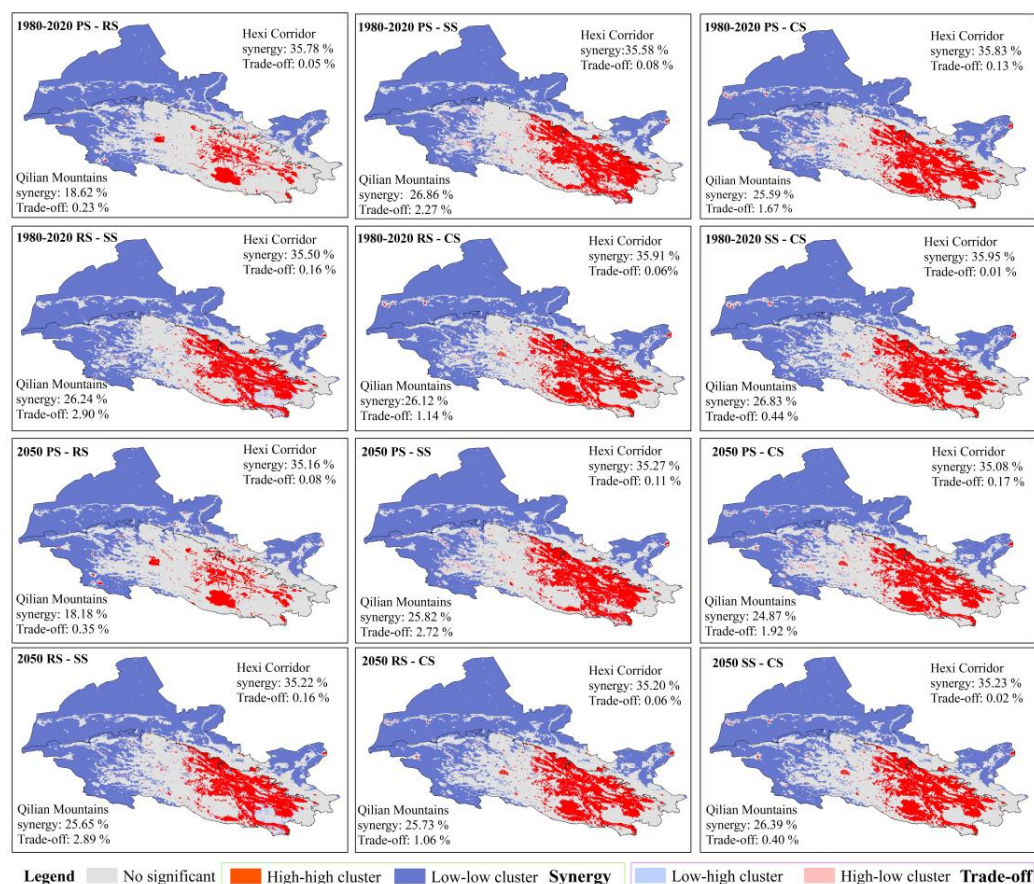 1980-2020 PS - RS
Hexi Corridor
synergy: 35.78 %
Trade-off: 0.05 %
Qilian Mountains
synergy: 18.62 %
Trade-off: 0.23 %
1980-2020 PS - SS
Hexi Corridor
synergy:35.58 %
Trade-off: 0.08 %
Qilian Mountains
synergy: 26.86 %
Trade-off: 2.27 %
1980-2020 PS - CS
Hexi Corridor
synergy: 35.83 %
Trade-off: 0.13 %
Qilian Mountains
synergy: 25.59 %
Trade-off: 1.67 %
1980-2020 RS - SS
Hexi Corridor
synergy: 35.50 %
Trade-off: 0.16 %
Qilian Mountains
synergy: 26.24 %
Trade-off: 2.90 %
1980-2020 RS - CS
Hexi Corridor
synergy: 35.91 %
Trade-off: 0.06%
Qilian Mountains
synergy:26.12 %
Trade-off: 1.14 %
1980-2020 SS - CS
Hexi Corridor
synergy: 35.95 %
Trade-off: 0.01 %
Qilian Mountains
synergy: 26.83 %
Trade-off: 0.44 %
2050 PS - RS
Hexi Corridor
synergy: 35.16 %
Trade-off: 0.08 %
Qilian Mountains
synergy: 18.18 %
Trade-off: 0.35 %
2050 PS - SS
Hexi Corridor
synergy: 35.27 %
Trade-off: 0.11 %
Qilian Mountains
synergy: 25.82 %
Trade-off: 2.72 %
2050 PS - CS
Hexi Corridor
synergy: 35.08 %
Trade-off: 0.17 %
Qilian Mountains
synergy: 24.87 %
Trade-off: 1.92 %
2050 RS - SS
Hexi Corridor
synergy: 35.22 %
Trade-off: 0.16 %
Qilian Mountains
synergy: 25.65 %
Trade-off: 2.89 %
2050 RS - CS
Hexi Corridor
synergy: 35.20 %
Trade-off: 0.06 %
Qilian Mountains
synergy: 25.73 %
Trade-off: 1.06 %
2050 SS - CS
Hexi Corridor
synergy: 35.23 %
Trade-off: 0.02 %
Qilian Mountains
synergy: 26.39 %
Trade-off: 0.40 %
Legend No significant High-high cluster Low-low cluster Synergy Low-high cluster High-low cluster Trade-off